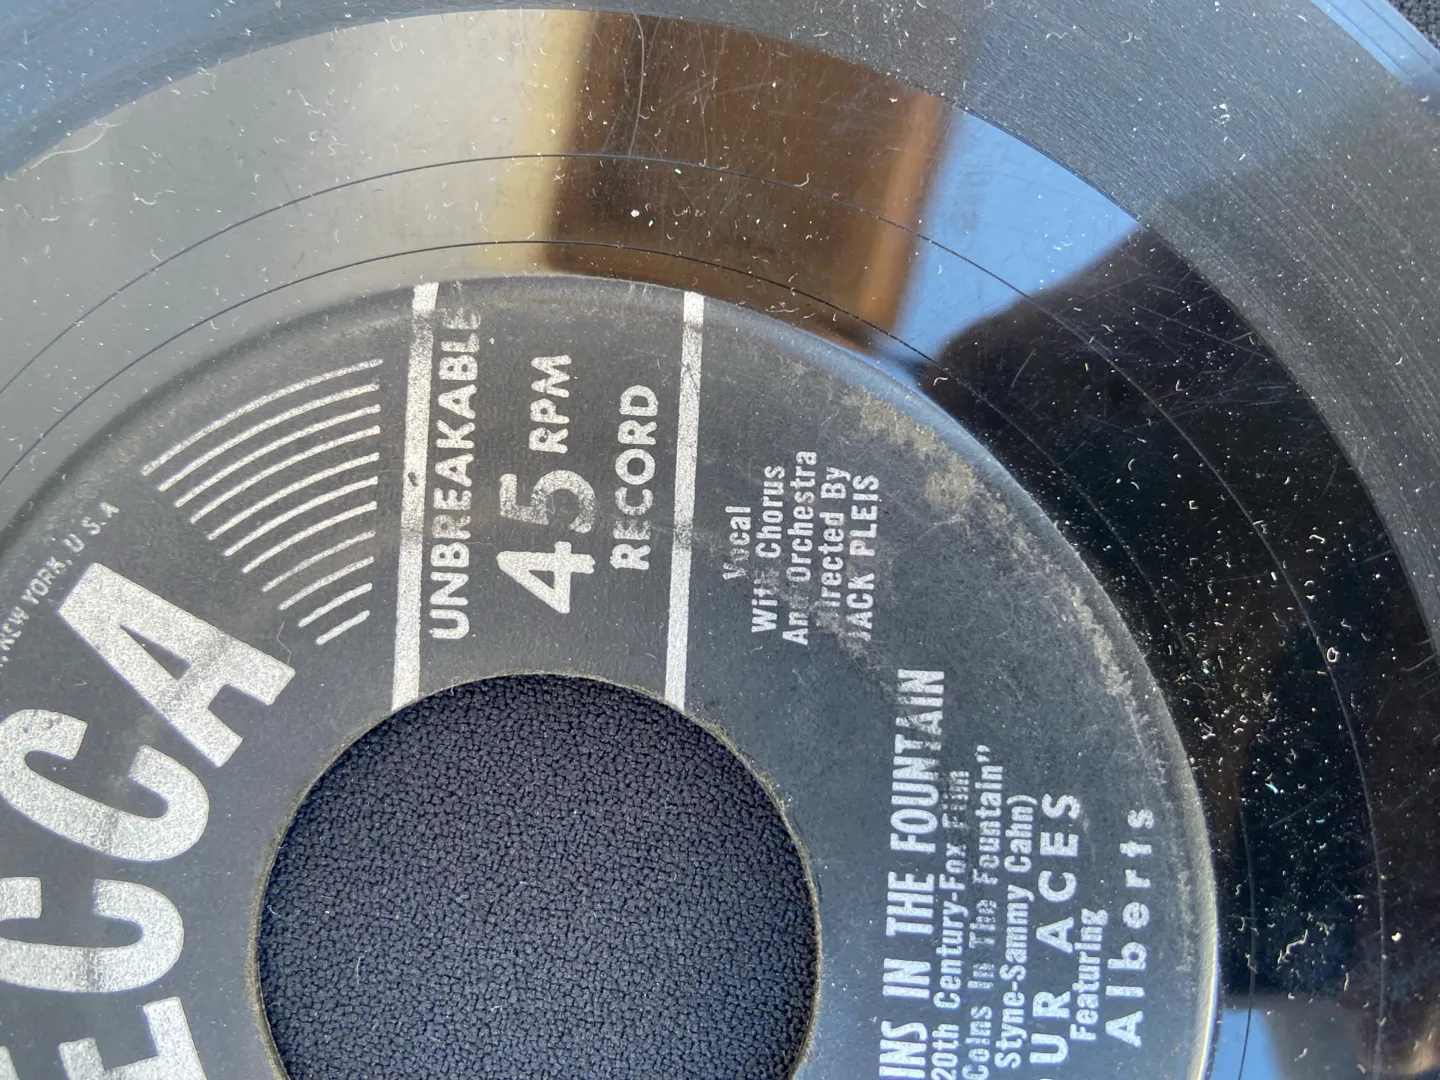 NEW YORK, U.S.A
ECCA
UNBREAKABLE
45 RPM
RECORD
Vocal
With Chorus
And Orchestra
irected By
JACK PLEIS
INS IN THE FOUNTAIN
20th Century-Fox Film
Coins In The Fountain"
Styne-Sammy Cahn)
UR ACES
Featuring
Alberts